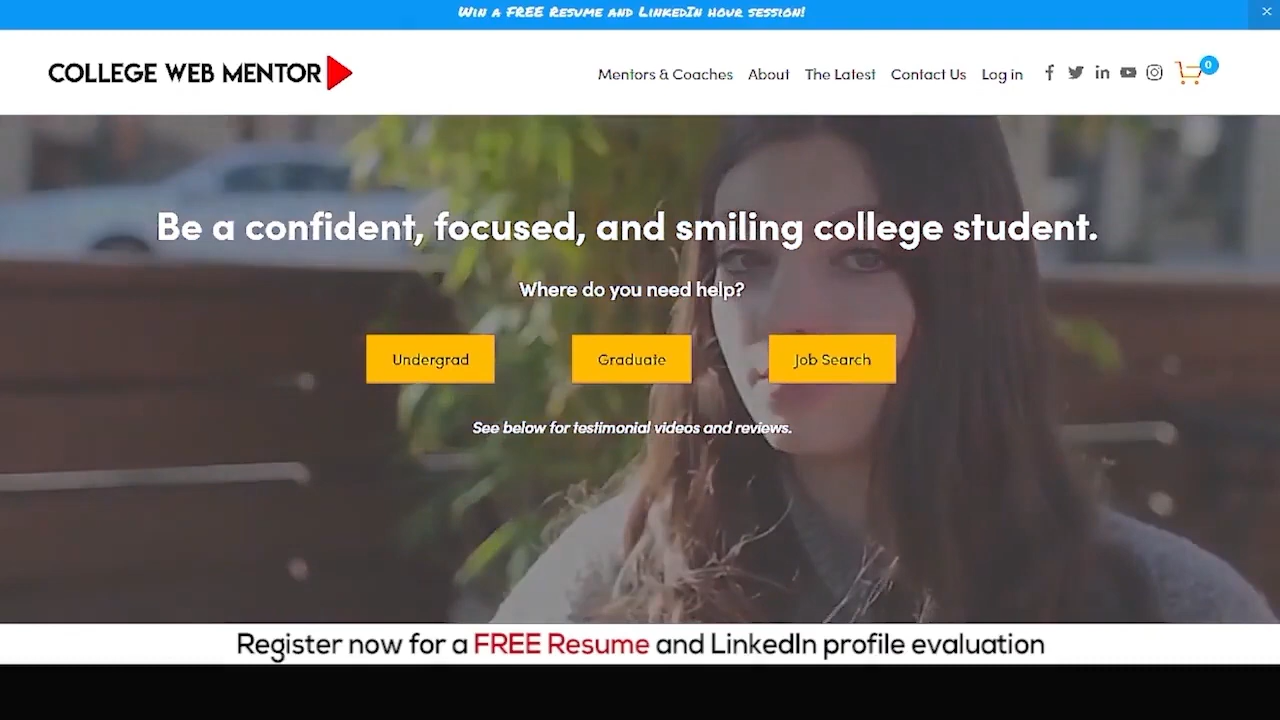 Win a FREE Resume and LinkedIn hour session!
COLLEGE WEB MENTOR
Mentors & Coaches About The Latest Contact Us Log in 0
Be a confident, focused, and smiling college student.
Where do you need help?
Undergrad Graduate Job Search
See below for testimonial videos and reviews.
Register now for a FREE Resume and LinkedIn profile evaluation